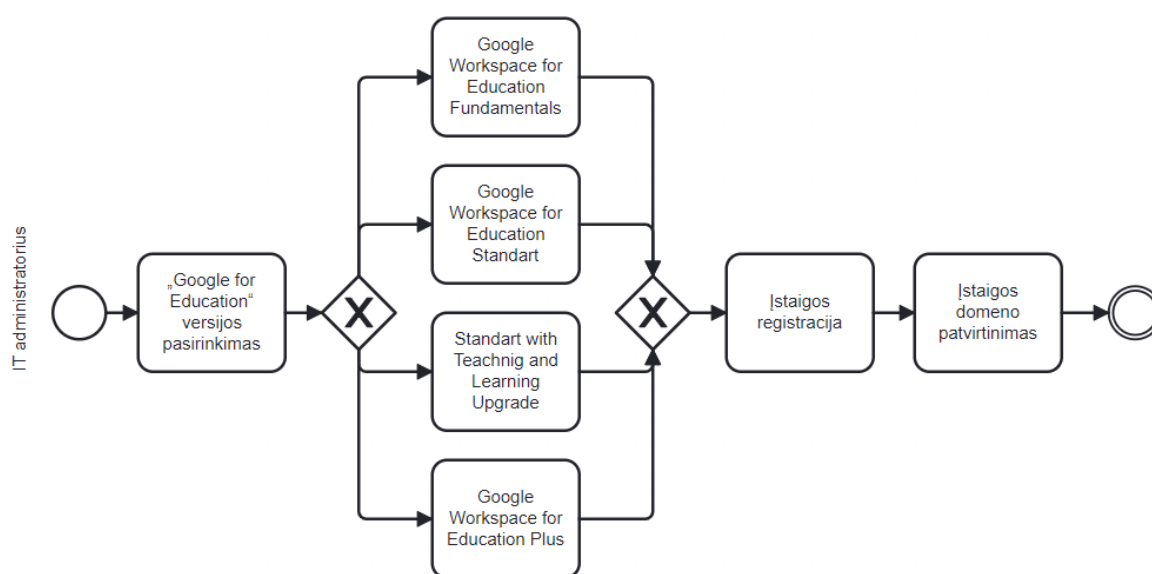 IT administratorius
„Google for
Education“
versijos
pasirinkimas
Google
Workspace for
Education
Fundamentals
Google
Workspace for
Education
Standart
Standart with
Teachnig and
Learning
Upgrade
Google
Workspace for
Education Plus
Įstaigos
registracija
Įstaigos
domeno
patvirtinimas